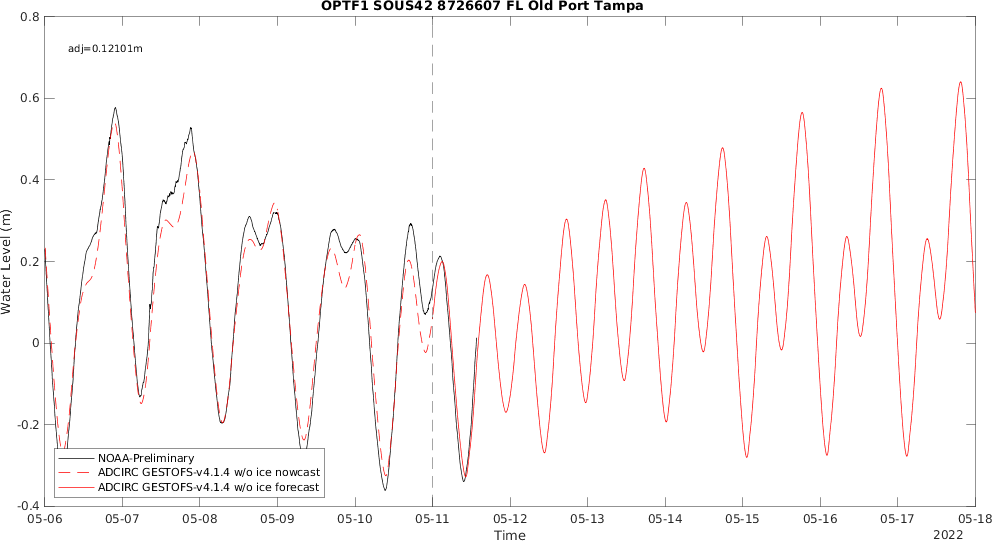 OPTF1 SOUS42 8726607 FL Old Port Tampa
adj=0.12101m
Water Level (m)
0.8
0.6
0.4
0.2
0
-0.2
-0.4
NOAA-Preliminary
ADCIRC GESTOFS-v4.1.4 w/o ice nowcast
ADCIRC GESTOFS-v4.1.4 w/o ice forecast
05-06 05-07 05-08 05-09 05-10 05-11 05-12 05-13 05-14 05-15 05-16 05-17 05-18
Time
2022